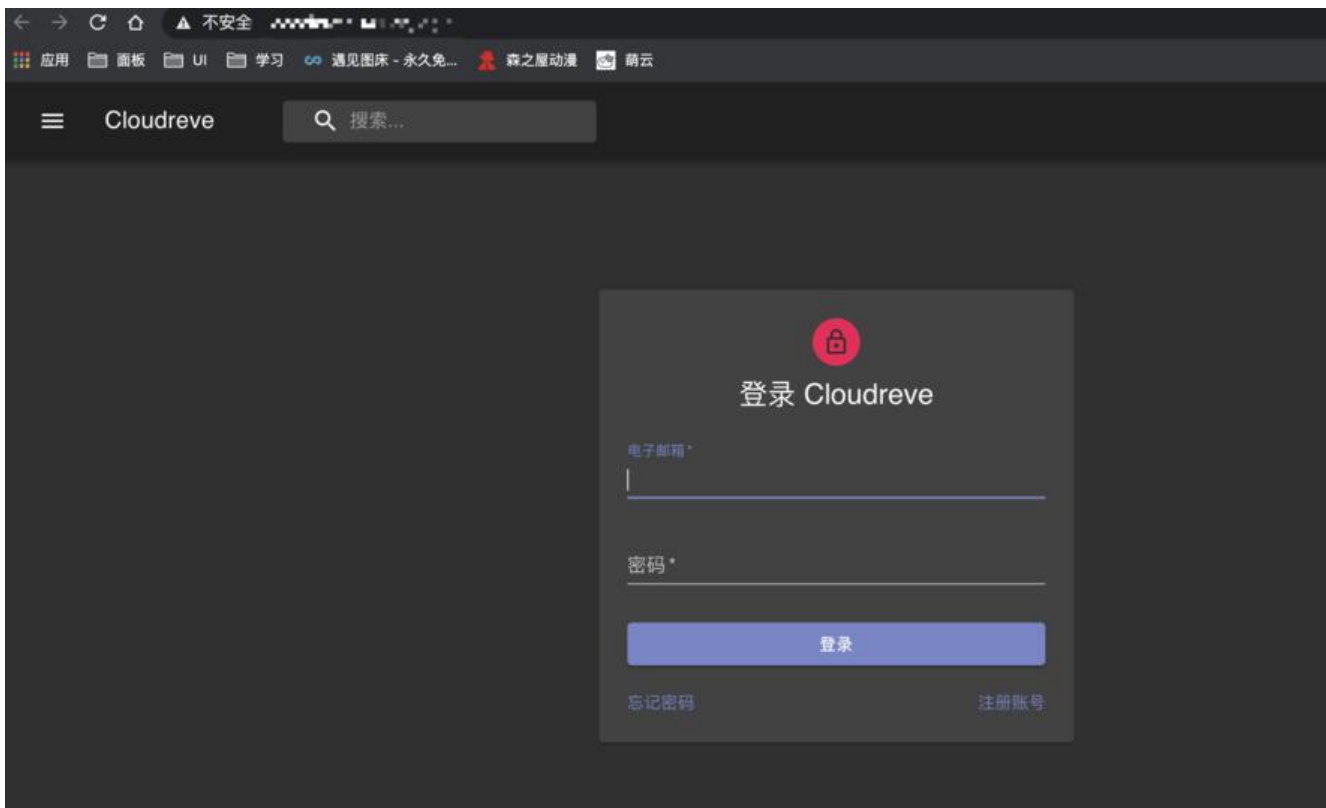 不安全
应用 面板 UI 学习 遇见图床 - 永久免... 森之屋动漫 萌云
Cloudreve 搜索...
登录 Cloudreve
电子邮箱 *
密码 *
登录
忘记密码 注册账号